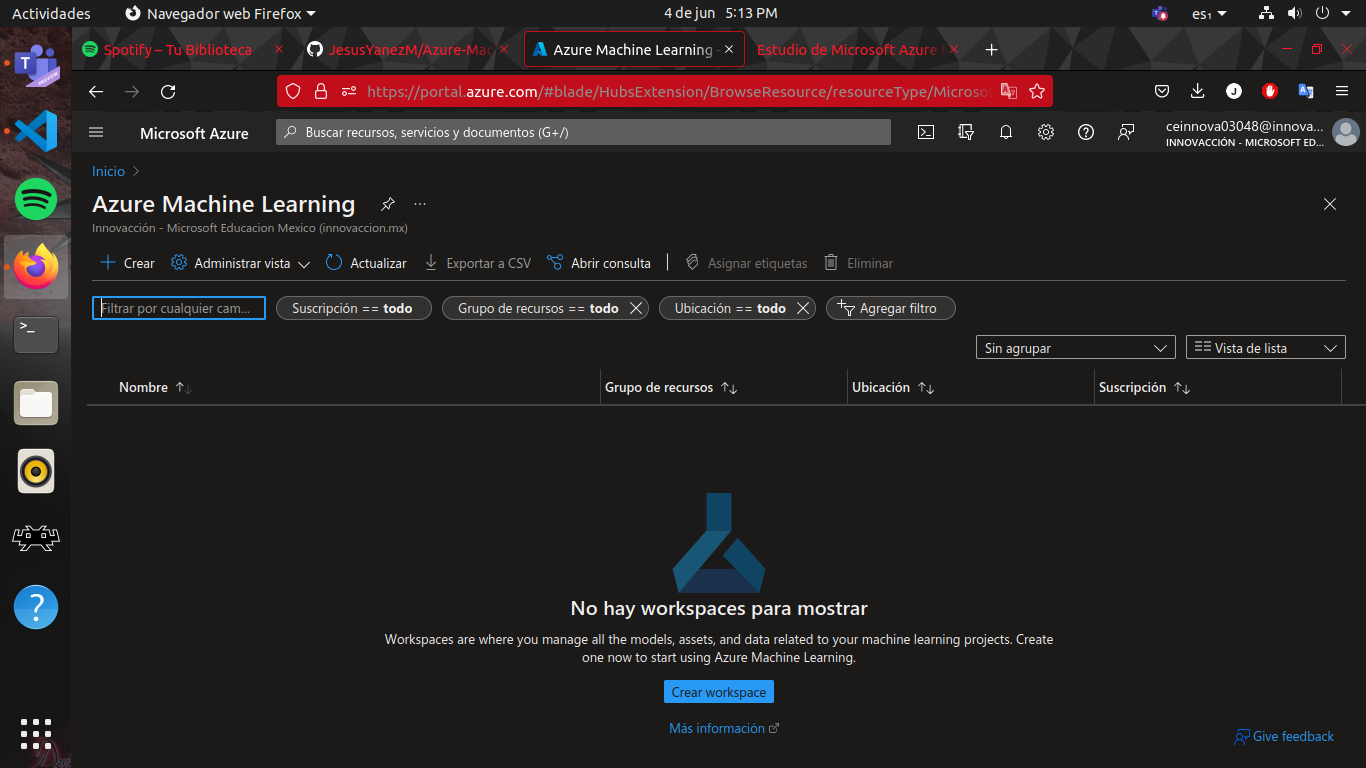 Actividades Navegador web Firefox 4 de jun 5:13 PM es₁
Spotify – Tu Biblioteca JesusYanezM/Azure-Mac Azure Machine Learning - Estudio de Microsoft Azure M
https://portal.azure.com/#blade/HubsExtension/BrowseResource/resourceType/Microsof
Microsoft Azure Buscar recursos, servicios y documentos (G+/) ceinnova03048@innova...
INNOVACCIÓN - MICROSOFT ED...
Inicio
Azure Machine Learning ...
Innovacción - Microsoft Educacion Mexico (innovaccion.mx)
Crear Administrar vista Actualizar Exportar a CSV Abrir consulta Asignar etiquetas Eliminar
Filtrar por cualquier cam... Suscripción == todo Grupo de recursos == todo Ubicación == todo Agregar filtro
Sin agrupar Vista de lista
Nombre Grupo de recursos Ubicación Suscripción
No hay workspaces para mostrar
Workspaces are where you manage all the models, assets, and data related to your machine learning projects. Create
one now to start using Azure Machine Learning.
Crear workspace
Más información
Give feedback